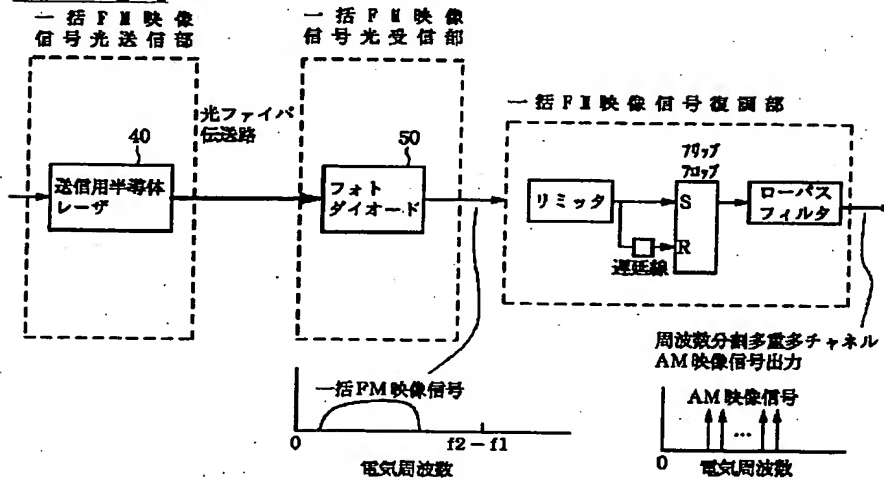 一括FM映像
信号光送信部
一括FM映像
信号光受信部
光ファイバ
伝送路
一括FM映像信号復調部
40
50
送信用半導体
レーザ
フォト
ダイオード
リミッタ
フリップ
フロップ
S
R
遅延線
ローパス
フィルタ
一括FM映像信号
0
f2-f1
電気周波数
周波数分割多重多チャネル
AM映像信号出力
AM映像信号
...
0
電気周波数